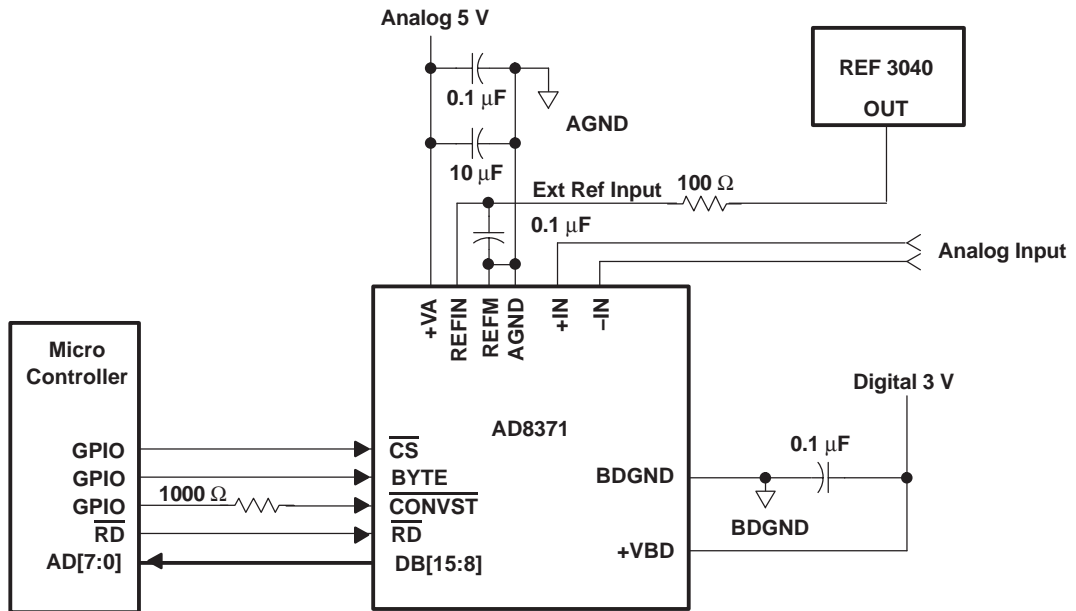 Analog 5 V
REF 3040
OUT
0.1 μF
AGND
10 μF
Ext Ref Input
100 Ω
0.1 μF
Analog Input
+VA
REFIN
REFM
AGND
+IN
–IN
Micro
Controller
Digital 3 V
AD8371
0.1 μF
GPIO
CS
GPIO
BYTE
BDGND
GPIO
1000 Ω
CONVST
RD
RD
BDGND
AD[7:0]
DB[15:8]
+VBD